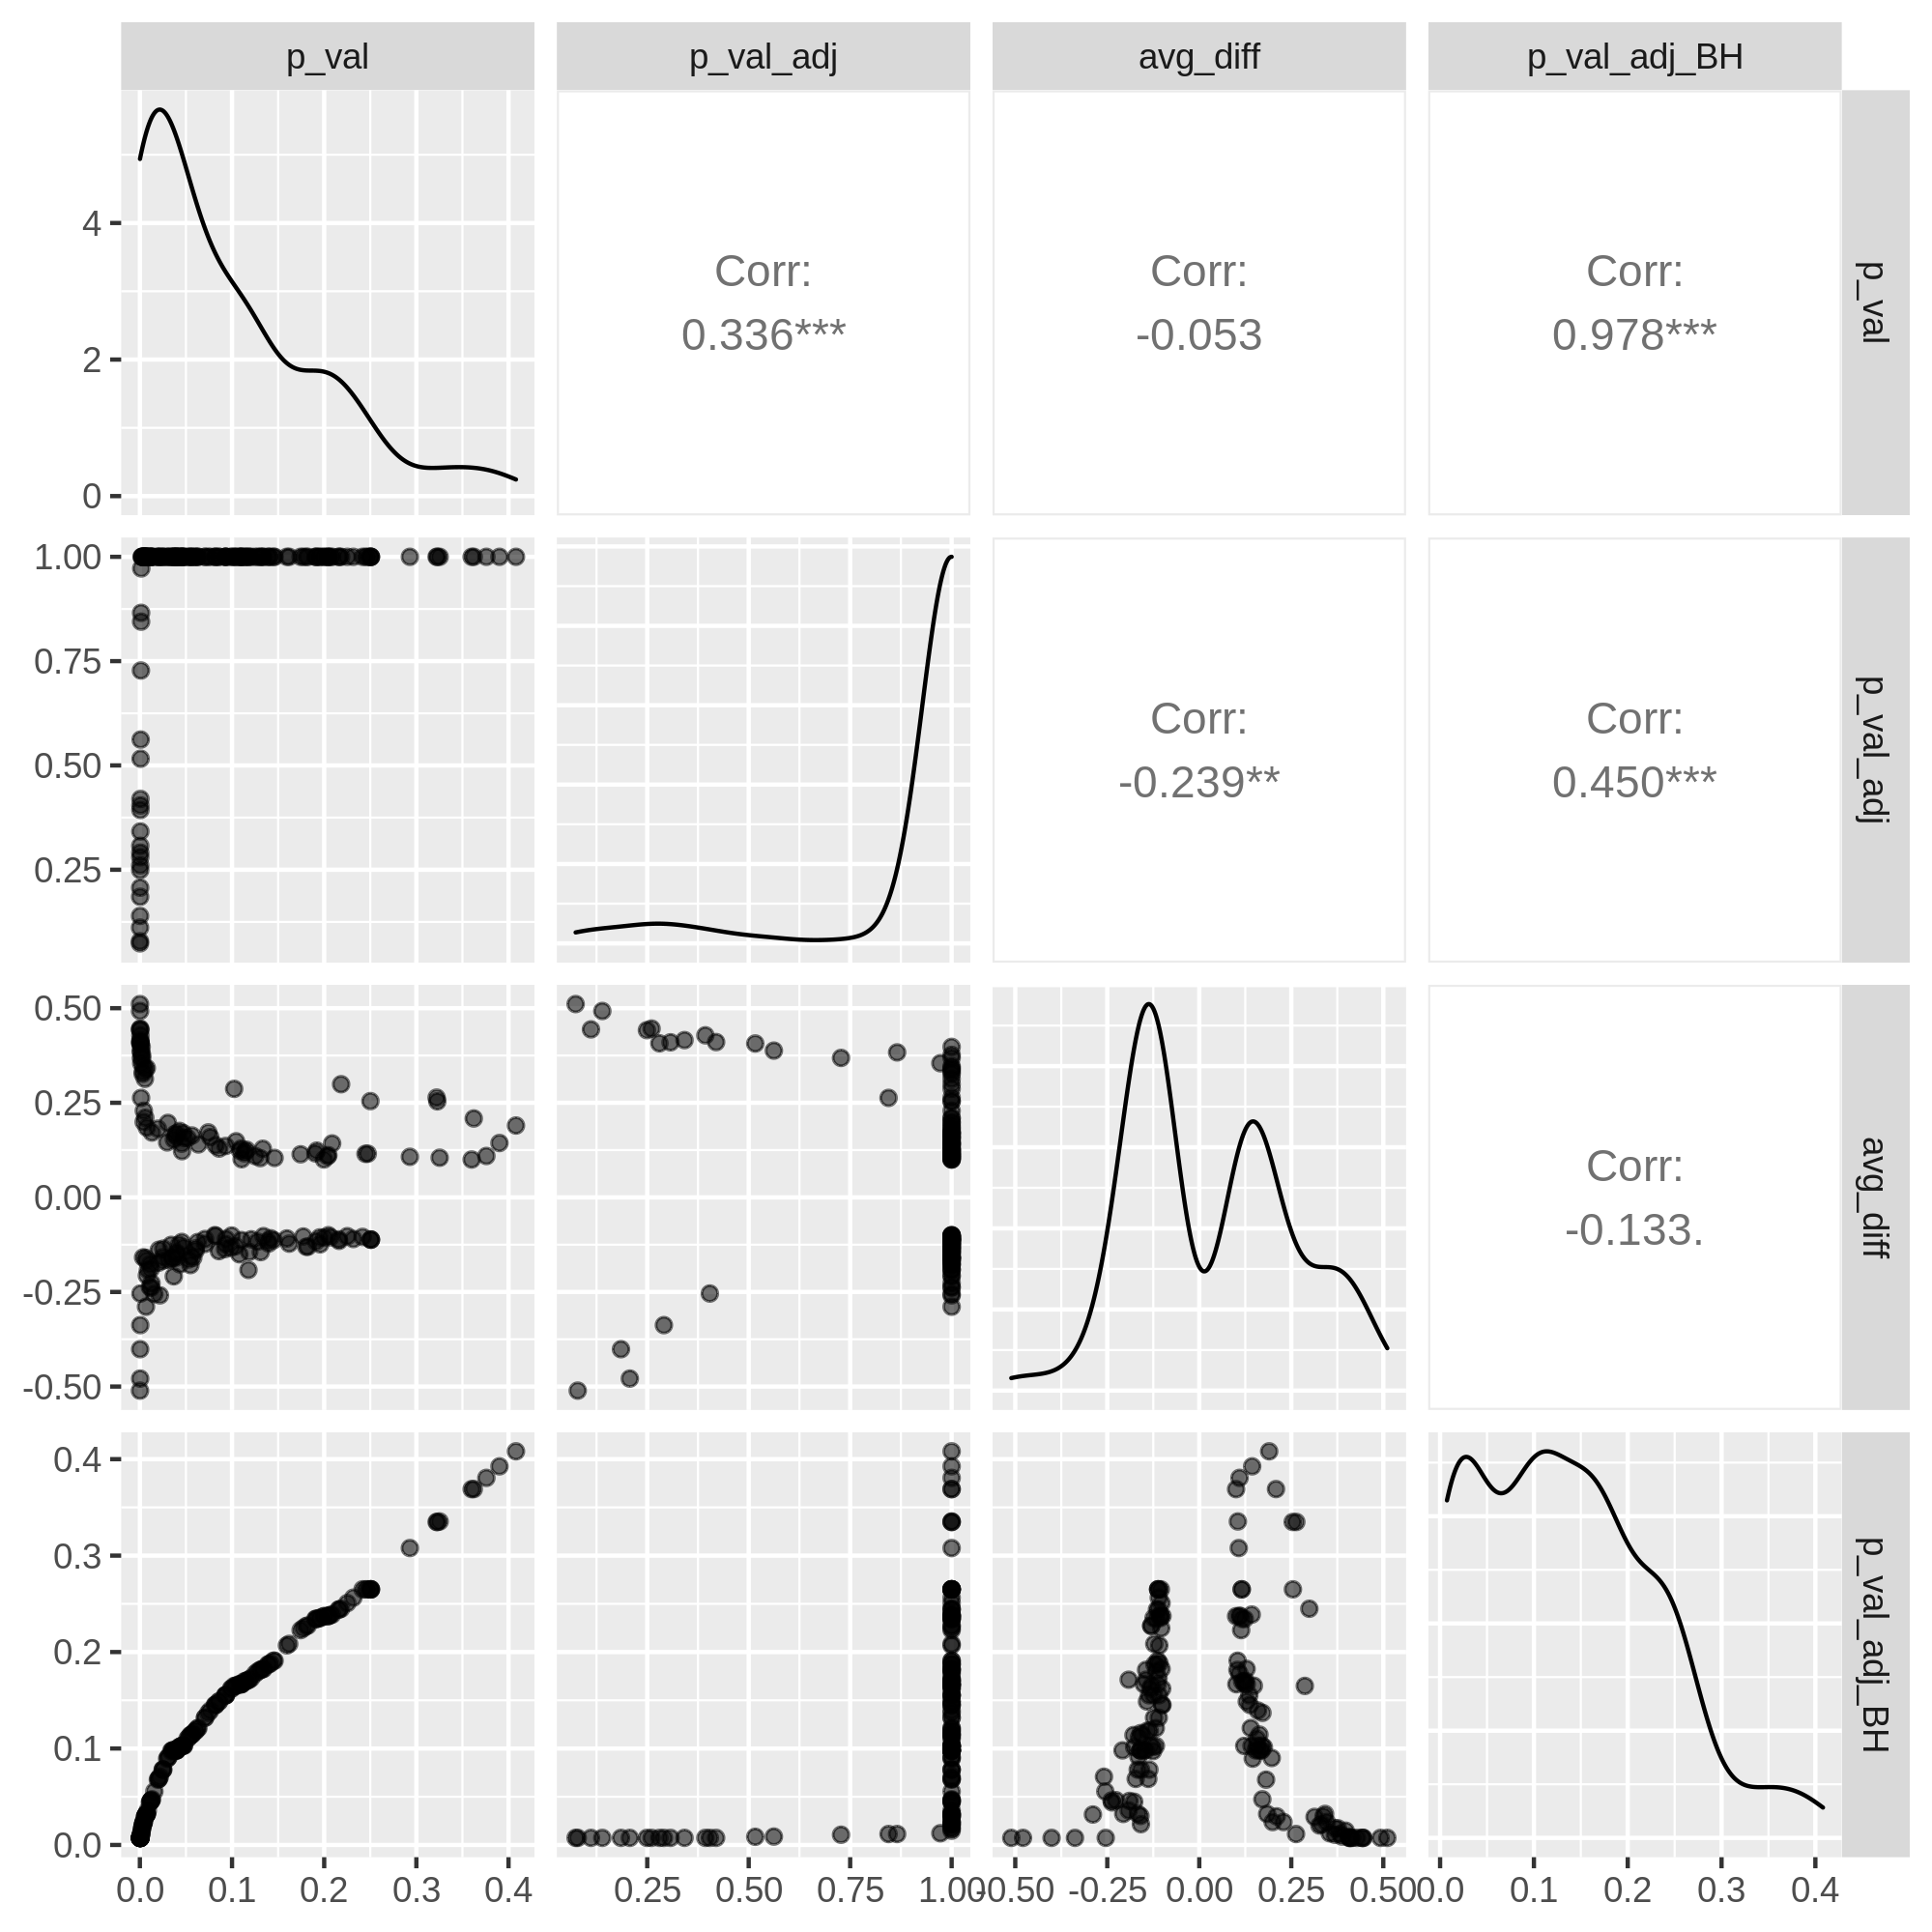 p_val
p_val_adj
avg_diff
p_val_adj_BH
4
2
0
Corr:
0.336***
Corr:
-0.053
Corr:
0.978***
p_val
1.00
0.75
0.50
0.25
Corr:
-0.239**
Corr:
0.450***
p_val_adj
0.50
0.25
0.00
-0.25
-0.50
Corr:
-0.133.
avg_diff
0.4
0.3
0.2
0.1
0.0
p_val_adj_BH
0.0 0.1 0.2 0.3 0.4
0.25 0.50 0.75 1.00
-0.50 -0.25 0.00 0.25 0.50
0.0 0.1 0.2 0.3 0.4